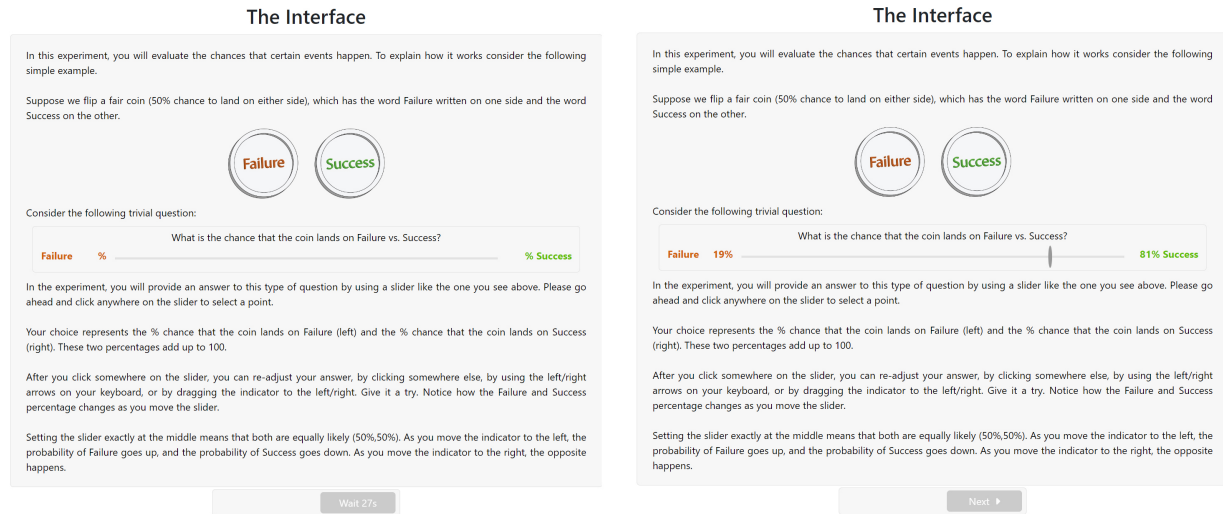 The Interface
In this experiment, you will evaluate the chances that certain events happen. To explain how it works consider the following
simple example.
Suppose we flip a fair coin (50% chance to land on either side), which has the word Failure written on one side and the word
Success on the other.
Failure
Success
Consider the following trivial question:
What is the chance that the coin lands on Failure vs. Success?
Failure % % Success
In the experiment, you will provide an answer to this type of question by using a slider like the one you see above. Please go
ahead and click anywhere on the slider to select a point.
Your choice represents the % chance that the coin lands on Failure (left) and the % chance that the coin lands on Success
(right). These two percentages add up to 100.
After you click somewhere on the slider, you can re-adjust your answer, by clicking somewhere else, by using the left/right
arrows on your keyboard, or by dragging the indicator to the left/right. Give it a try. Notice how the Failure and Success
percentage changes as you move the slider.
Setting the slider exactly at the middle means that both are equally likely (50%,50%). As you move the indicator to the left, the
probability of Failure goes up, and the probability of Success goes down. As you move the indicator to the right, the opposite
happens.
Wait 27s
The Interface
In this experiment, you will evaluate the chances that certain events happen. To explain how it works consider the following
simple example.
Suppose we flip a fair coin (50% chance to land on either side), which has the word Failure written on one side and the word
Success on the other.
Failure
Success
Consider the following trivial question:
What is the chance that the coin lands on Failure vs. Success?
Failure 19% 81% Success
In the experiment, you will provide an answer to this type of question by using a slider like the one you see above. Please go
ahead and click anywhere on the slider to select a point.
Your choice represents the % chance that the coin lands on Failure (left) and the % chance that the coin lands on Success
(right). These two percentages add up to 100.
After you click somewhere on the slider, you can re-adjust your answer, by clicking somewhere else, by using the left/right
arrows on your keyboard, or by dragging the indicator to the left/right. Give it a try. Notice how the Failure and Success
percentage changes as you move the slider.
Setting the slider exactly at the middle means that both are equally likely (50%,50%). As you move the indicator to the left, the
probability of Failure goes up, and the probability of Success goes down. As you move the indicator to the right, the opposite
happens.
Next